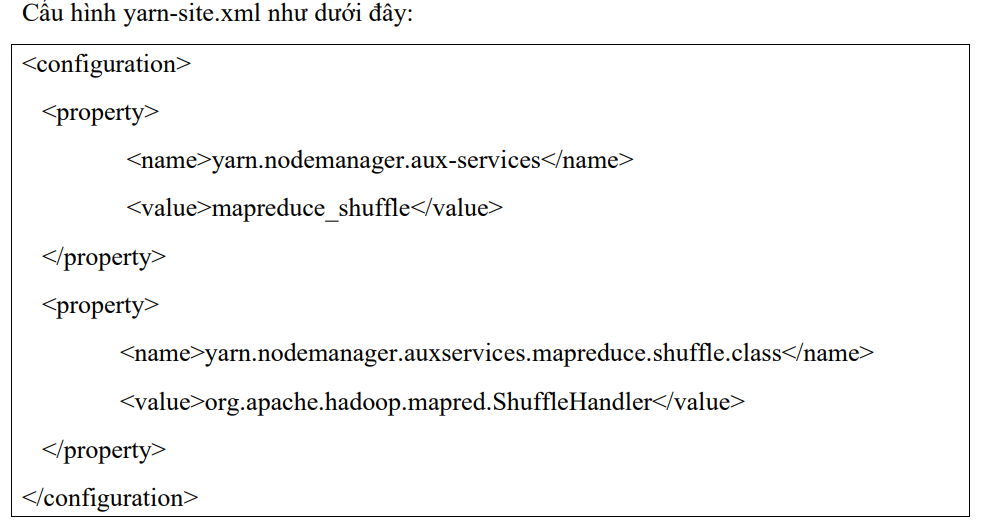 Cấu hình yarn-site.xml như dưới đây:
<configuration>
<property>
<name>yarn.nodemanager.aux-services</name>
<value>mapreduce_shuffle</value>
</property>
<property>
<name>yarn.nodemanager.auxservices.mapreduce.shuffle.class</name>
<value>org.apache.hadoop.mapred.ShuffleHandler</value>
</property>
</configuration>